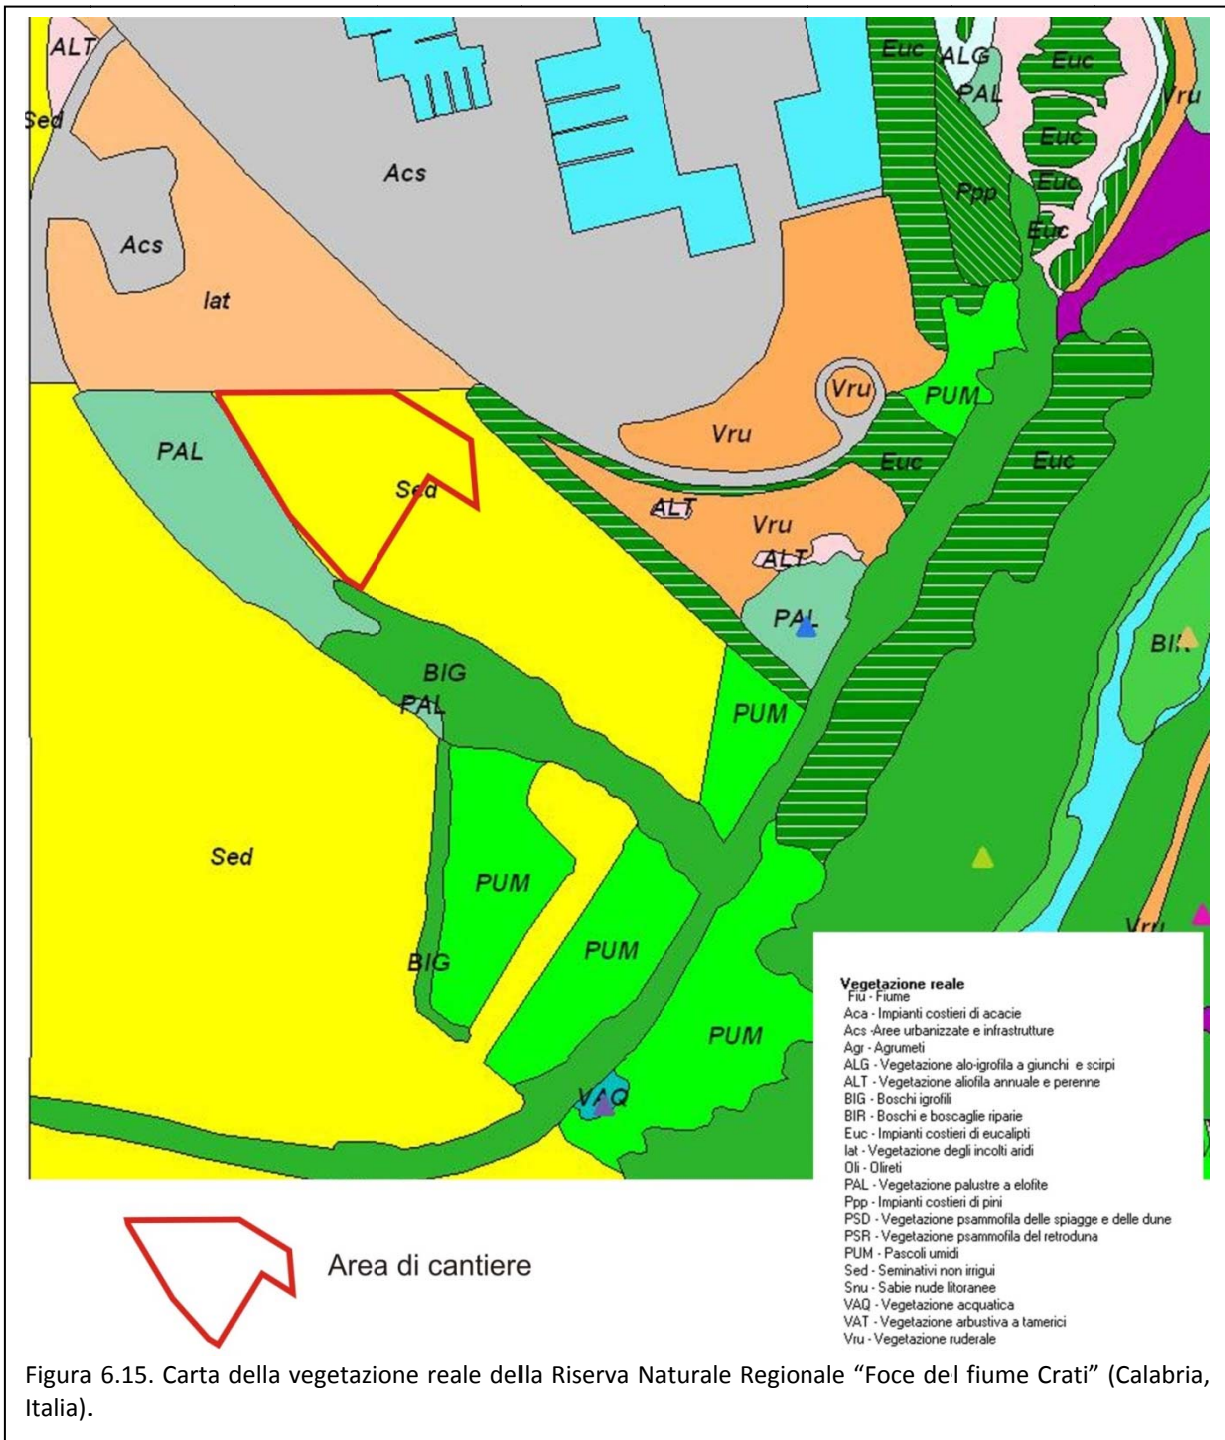 ALT
Sed
Acs
Acs
Iat
Euc
ALG
PAL
Euc
Vru
Euc
Euc
Ppp
Euc
PUM
Vru
Vru
PAL
Sed
Euc
Euc
ALT
Vru
ALT
PAL
BIR
BIG
PAL
PUM
Sed
PUM
PUM
BIG
PUM
VAQ
Vru
Vegetazione reale
Fiu - Fiume
Aca - Impianti costieri di acacie
Acs - Aree urbanizzate e infrastrutture
Agr - Agrumeti
ALG - Vegetazione alo-igrofila a giunchi e scirpi
ALT - Vegetazione aliofila annuale e perenne
BIG - Boschi igrofili
BIR - Boschi e boscaglie riparie
Euc - Impianti costieri di eucalipti
Iat - Vegetazione degli incolti aridi
Oli - Olireti
PAL - Vegetazione palustre a elofite
Ppp - Impianti costieri di pini
PSD - Vegetazione psammofila delle spiagge e delle dune
PSR - Vegetazione psammofila del retroduna
PUM - Pascoli umidi
Sed - Seminativi non irrigui
Snu - Sabie nude litoranee
VAQ - Vegetazione acquatica
VAT - Vegetazione arbustiva a tamerici
Vru - Vegetazione ruderale
Area di cantiere
Figura 6.15. Carta della vegetazione reale della Riserva Naturale Regionale “Foce del fiume Crati” (Calabria,
Italia).